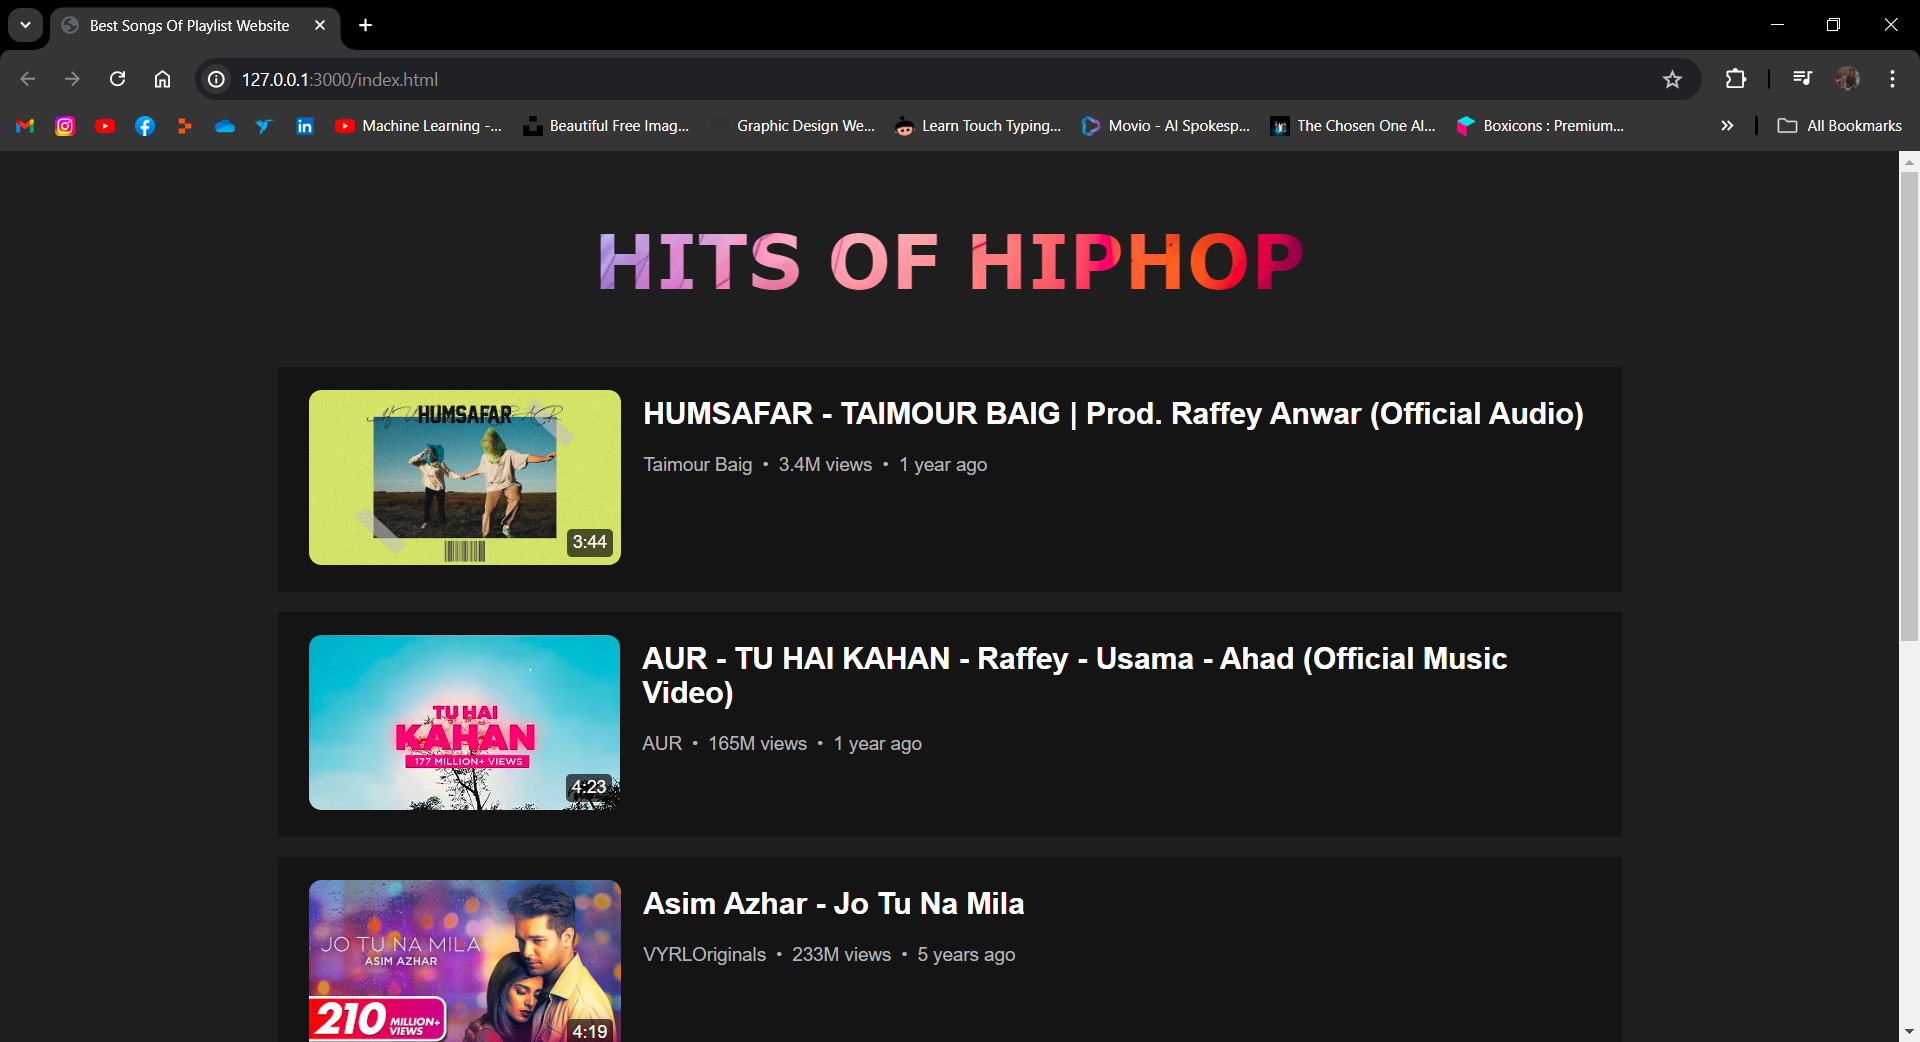 Best Songs Of Playlist Website
127.0.0.1:3000/index.html
Machine Learning -...
Beautiful Free Imag...
Graphic Design We...
Learn Touch Typing...
Movio - AI Spokesp...
The Chosen One AI...
Boxicons : Premium...
All Bookmarks
HITS OF HIPHOP
HUMSAFAR
3:44
HUMSAFAR - TAIMOUR BAIG | Prod. Raffey Anwar (Official Audio)
Taimour Baig • 3.4M views • 1 year ago
TU HAI
KAHAN
177 MILLION+ VIEWS
4:23
AUR - TU HAI KAHAN - Raffey - Usama - Ahad (Official Music
Video)
AUR • 165M views • 1 year ago
JO TU NA MILA
ASIM AZHAR
210 MILLION+
VIEWS
4:19
Asim Azhar - Jo Tu Na Mila
VYRLOriginals • 233M views • 5 years ago